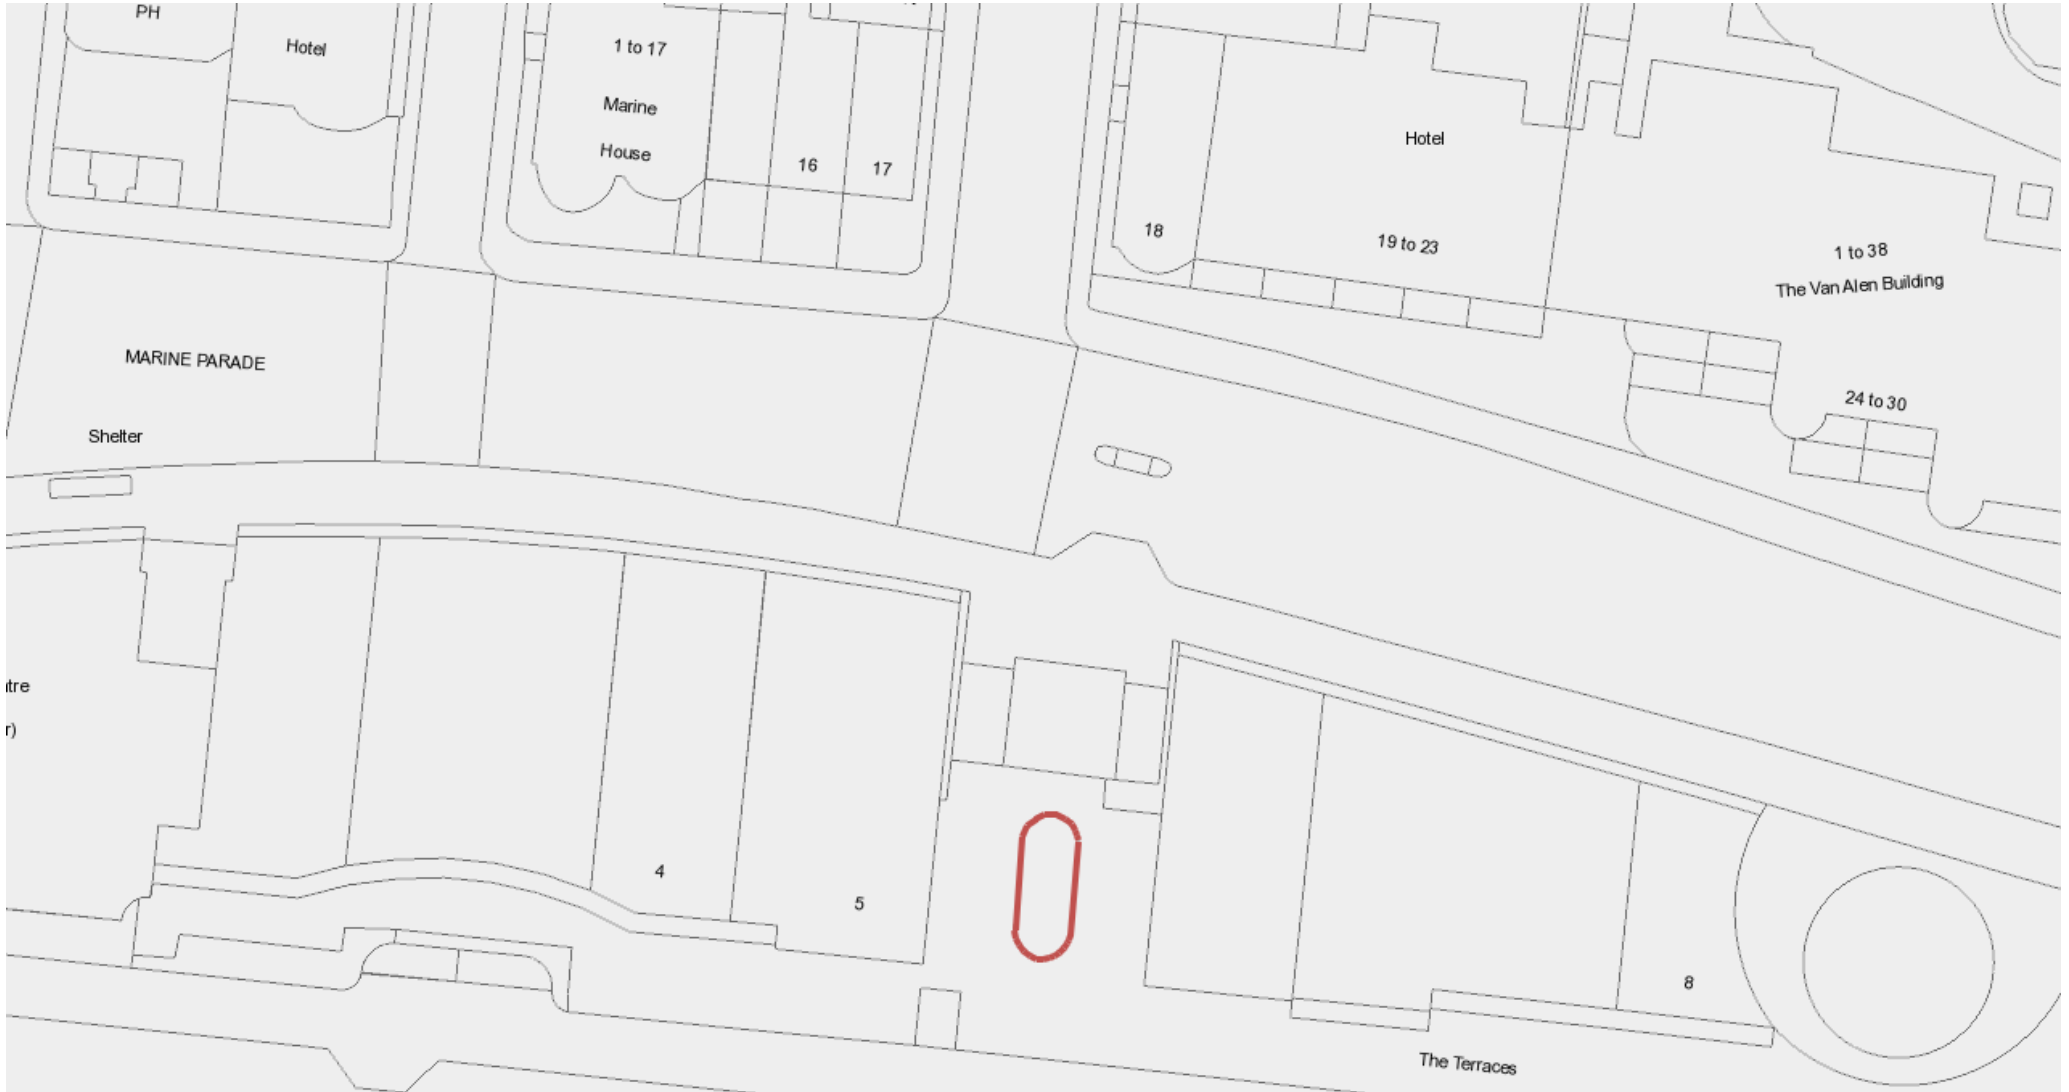 PH
Hotel
1 to 17
Marine
House
16
17
18
Hotel
19 to 23
1 to 38
The Van Alen Building
24 to 30
MARINE PARADE
Shelter
ntre
r)
4
5
8
The Terraces